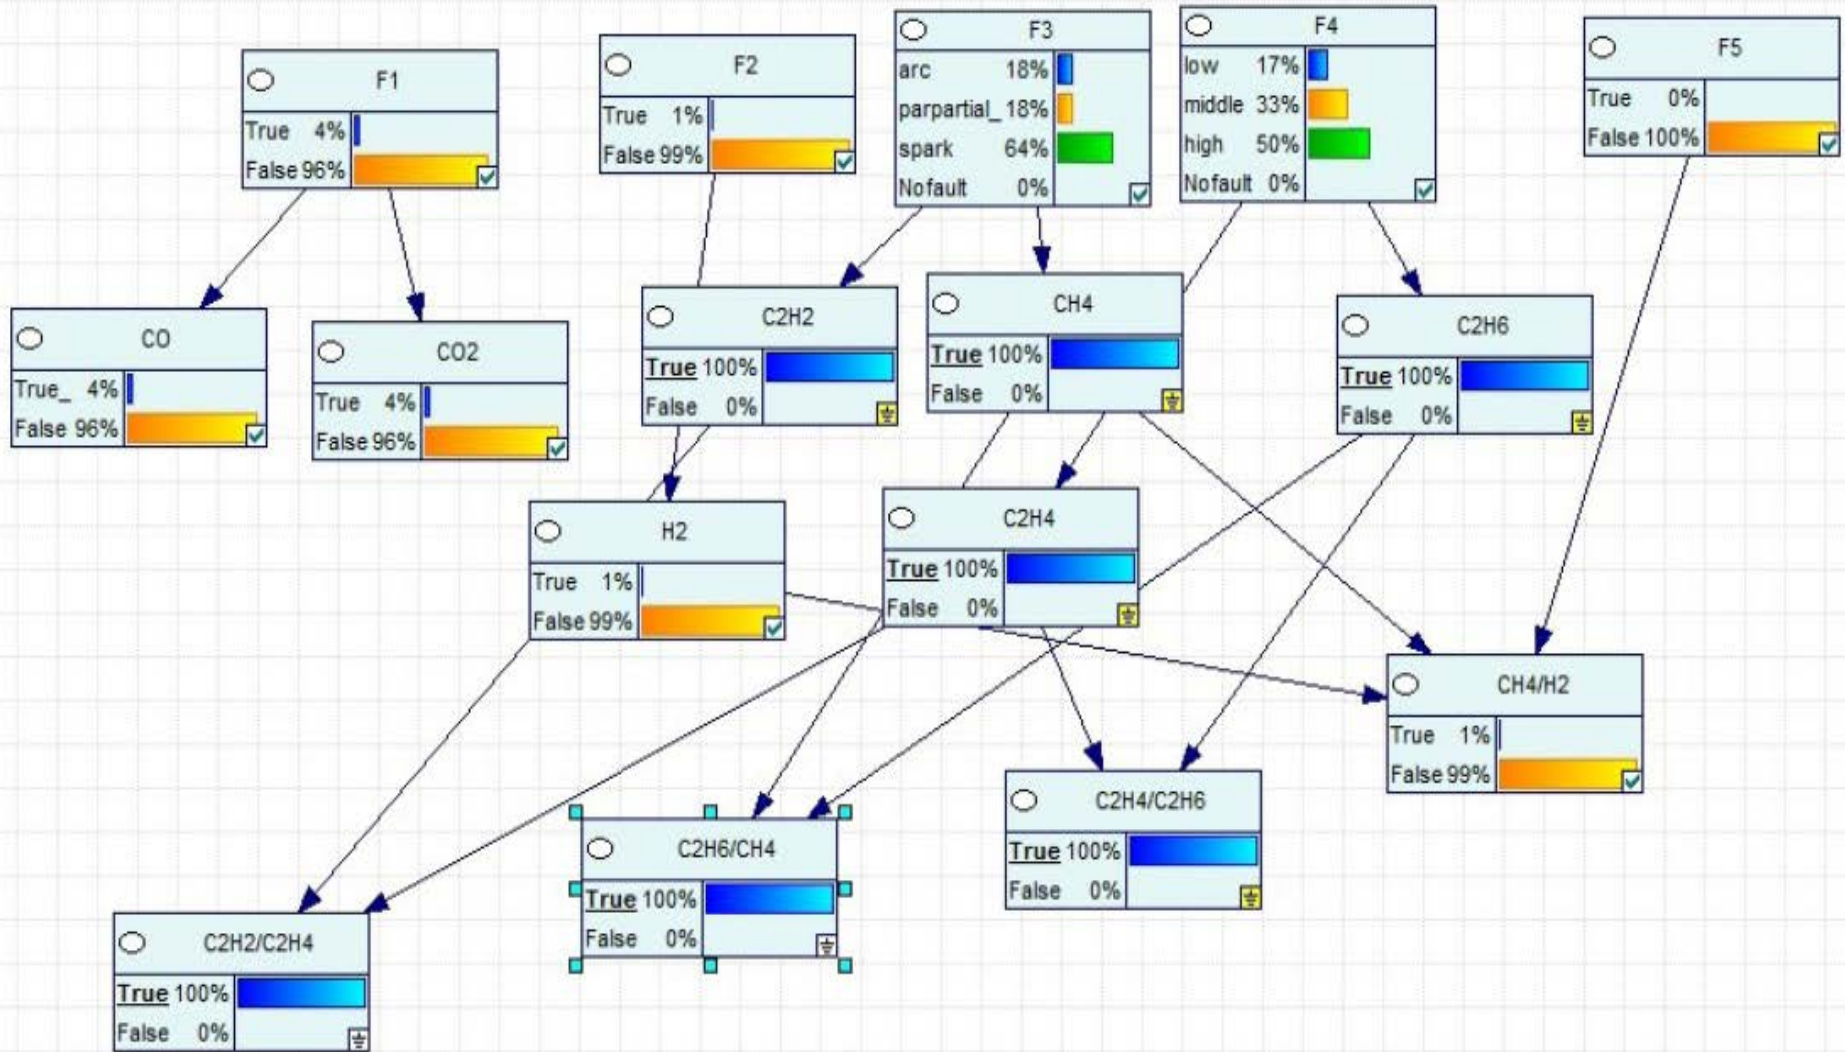 F1
True 4%
False 96%
F2
True 1%
False 99%
F3
arc 18%
parpartial_ 18%
spark 64%
Nofault 0%
F4
low 17%
middle 33%
high 50%
Nofault 0%
F5
True 0%
False 100%
CO
True_ 4%
False 96%
CO2
True 4%
False 96%
C2H2
True 100%
False 0%
CH4
True 100%
False 0%
C2H6
True 100%
False 0%
H2
True 1%
False 99%
C2H4
True 100%
False 0%
CH4/H2
True 1%
False 99%
C2H4/C2H6
True 100%
False 0%
C2H6/CH4
True 100%
False 0%
C2H2/C2H4
True 100%
False 0%